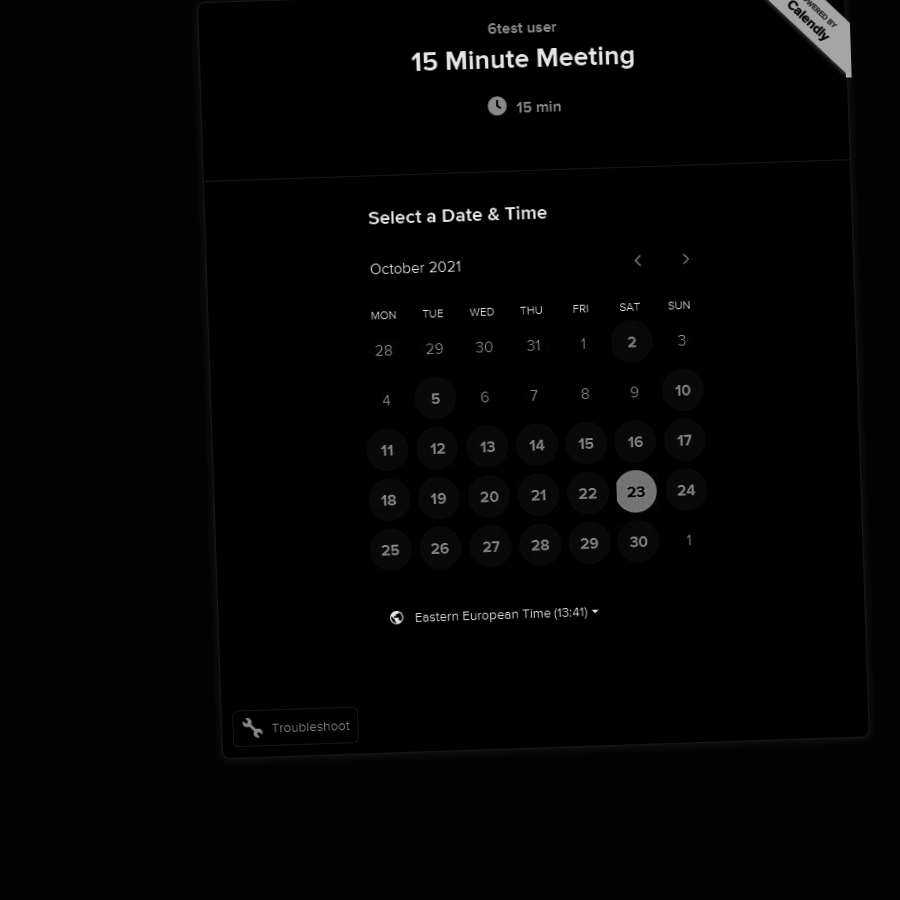 6test user
15 Minute Meeting
15 min
POWERED BY
Calendly
Select a Date & Time
October 2021
MON TUE WED THU FRI SAT SUN
28 29 30 31 1 2 3
4 5 6 7 8 9 10
11 12 13 14 15 16 17
18 19 20 21 22 23 24
25 26 27 28 29 30 1
Eastern European Time (13:41)
Troubleshoot